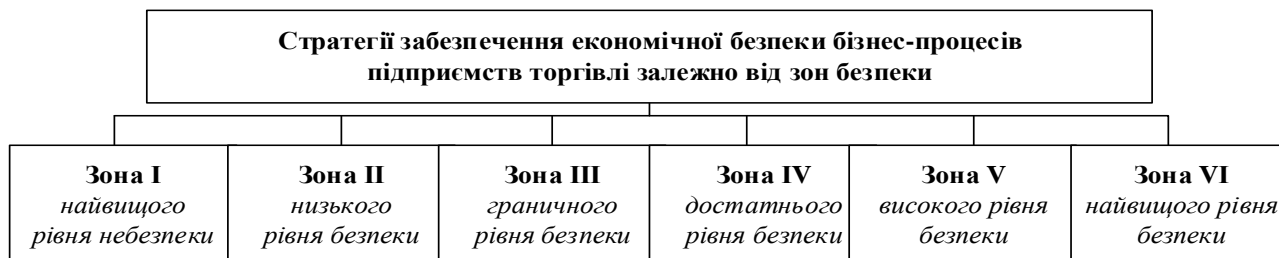 Стратегії забезпечення економічної безпеки бізнес-процесів
підприємств торгівлі залежно від зон безпеки
Зона I
найвищого
рівня небезпеки
Зона II
низького
рівня безпеки
Зона III
граничного
рівня безпеки
Зона IV
достатнього
рівня безпеки
Зона V
високого рівня
безпеки
Зона VI
найвищого рівня
безпеки